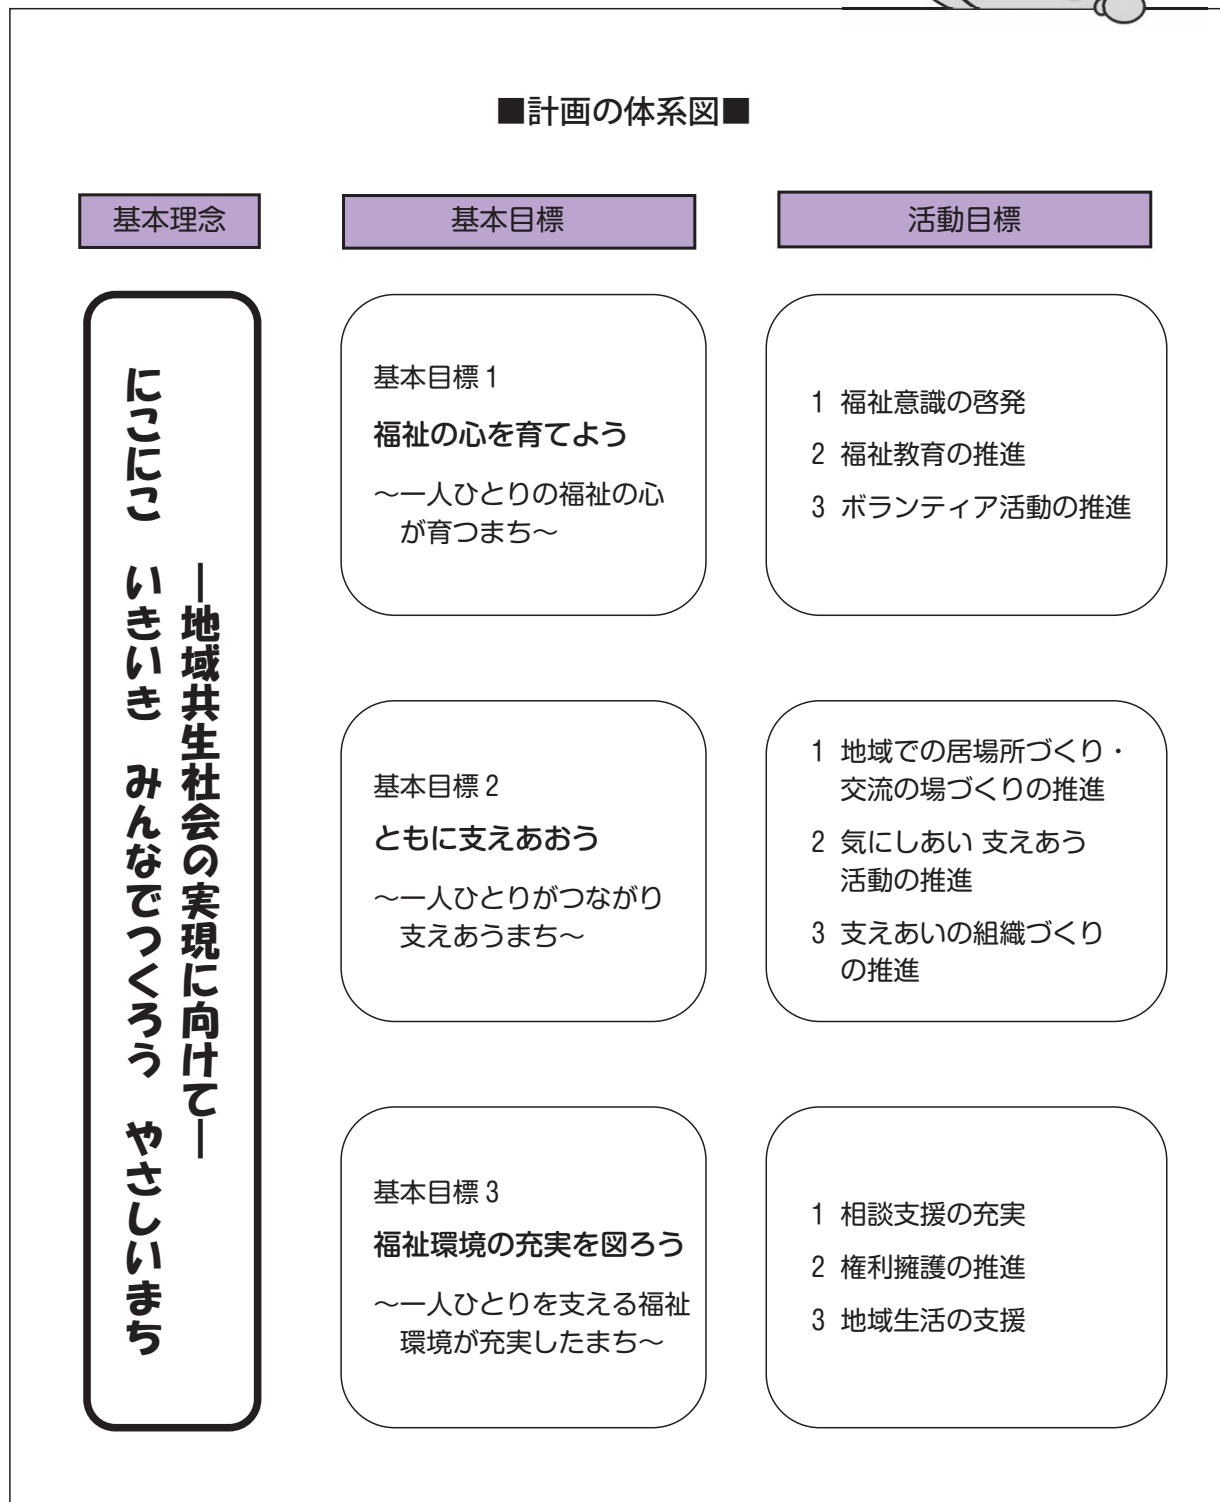 ■計画の体系図■
基本理念
基本目標
活動目標
―地域共生社会の実現に向けて―
にこにこ　いきいき　みんなでつくろう　やさしいまち
基本目標1
福祉の心を育てよう
～一人ひとりの福祉の心
が育つまち～
1 福祉意識の啓発
2 福祉教育の推進
3 ボランティア活動の推進
基本目標2
ともに支えあおう
～一人ひとりがつながり
支えあうまち～
1 地域での居場所づくり・
交流の場づくりの推進
2 気にしあい 支えあう
活動の推進
3 支えあいの組織づくり
の推進
基本目標3
福祉環境の充実を図ろう
～一人ひとりを支える福祉
環境が充実したまち～
1 相談支援の充実
2 権利擁護の推進
3 地域生活の支援